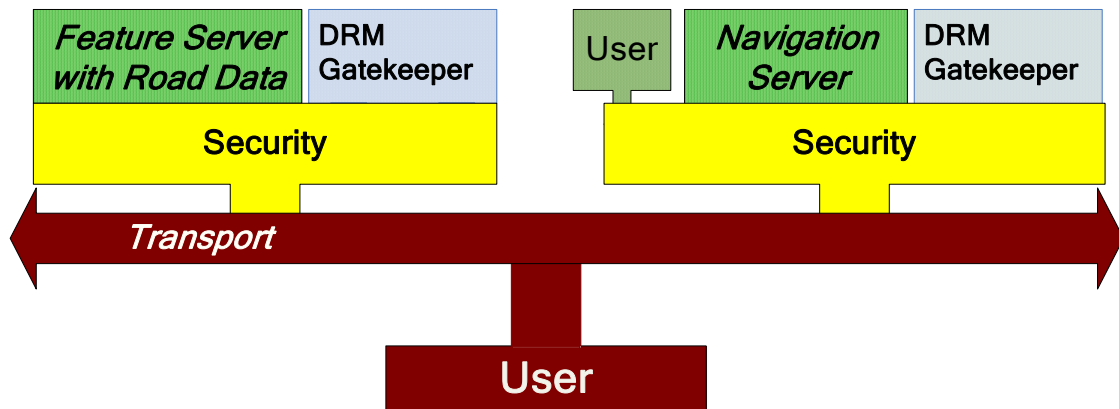 Feature Server
with Road Data
DRM
Gatekeeper
User
Navigation
Server
DRM
Gatekeeper
Security
Security
Transport
User